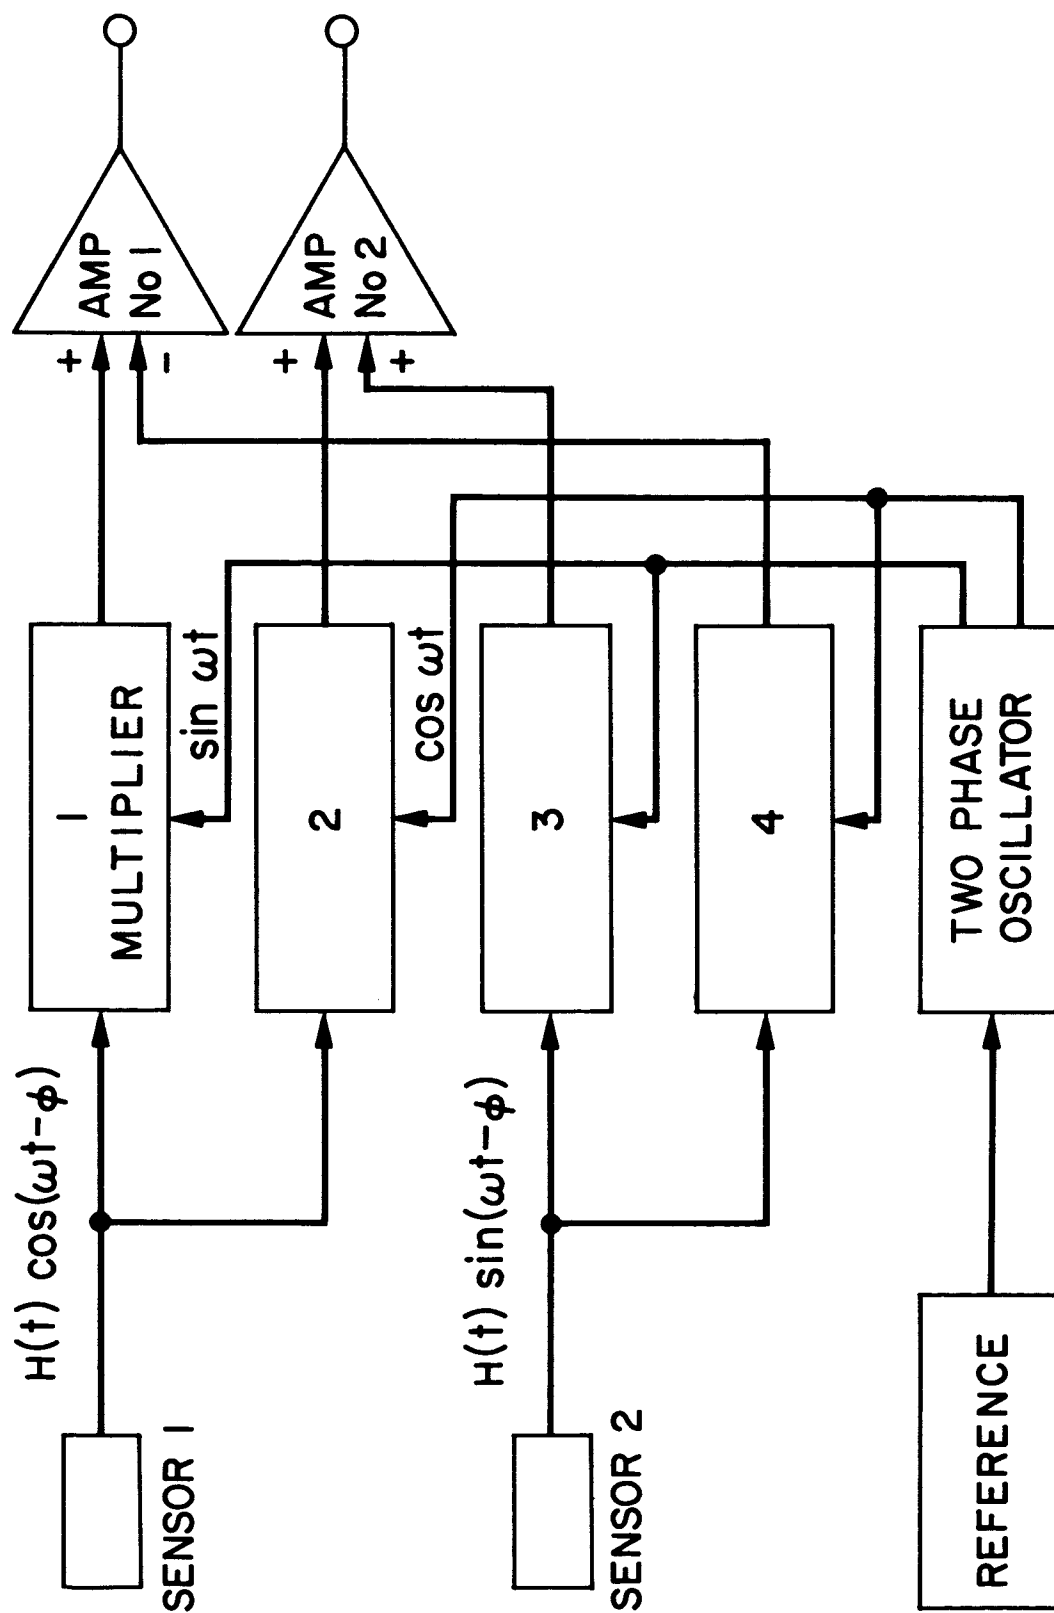 H(t) cos(ωt-φ)
SENSOR 1
H(t) sin(ωt-φ)
SENSOR 2
REFERENCE
1
MULTIPLIER
sin ωt
2
cos ωt
3
4
TWO PHASE
OSCILLATOR
+
-
AMP
No 1
+
+
AMP
No 2